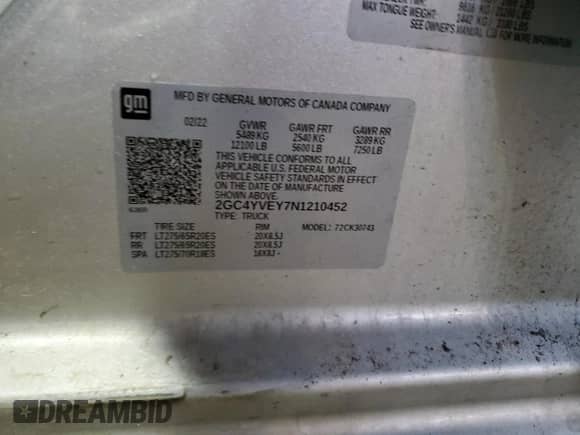 MAX TONGUE WEIGHT:
SEE OWNER'S MANUAL FOR MORE INFORMATION
gm
MFD BY GENERAL MOTORS OF CANADA COMPANY
02/22 GVWR GAWR FRT GAWR RR
5489 KG 2540 KG 3289 KG
12100 LB 5600 LB 7250 LB
THIS VEHICLE CONFORMS TO ALL
APPLICABLE U.S. FEDERAL MOTOR
VEHICLE SAFETY STANDARDS IN EFFECT
ON THE DATE OF MANUFACTURE
SHOWN ABOVE.
2GC4YVEY7N1210452
TYPE: TRUCK
TIRE SIZE RIM MODEL: 72CK30743
FRT LT275/65R20ES 20X8.5J
RR LT275/65R20ES 20X8.5J
SPA LT275/70R18ES 18X8J -
DREAMBID